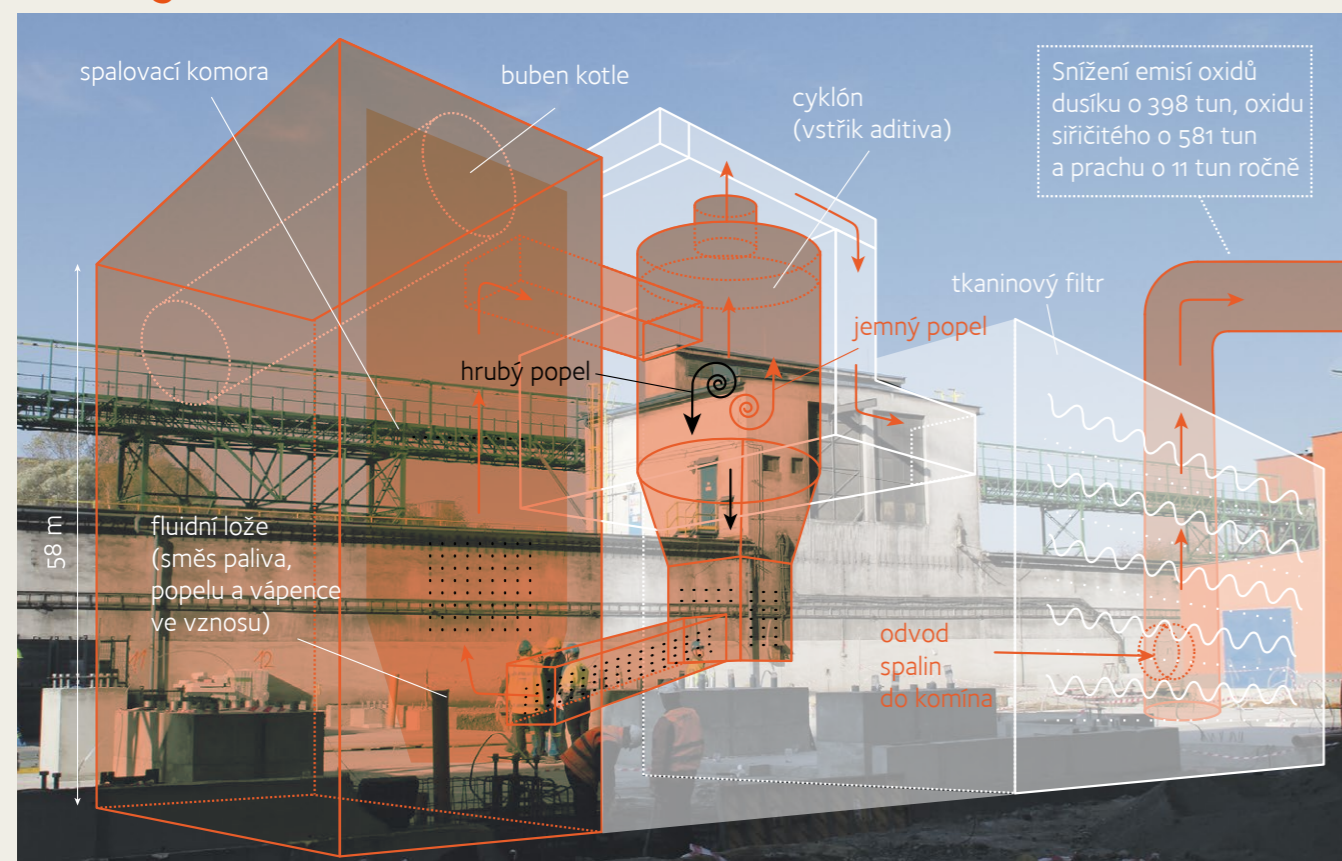 spalovací komora
buben kotle
cyklón
(vstřik aditiva)
Snížení emisí oxidů
dusíku o 398 tun, oxidu
siřičitého o 581 tun
a prachu o 11 tun ročně
tkaninový filtr
jemný popel
hrubý popel
58 m
fluidní lože
(směs paliva,
popelu a vápence
ve vznosu)
11
12
odvod
spalin
do komína